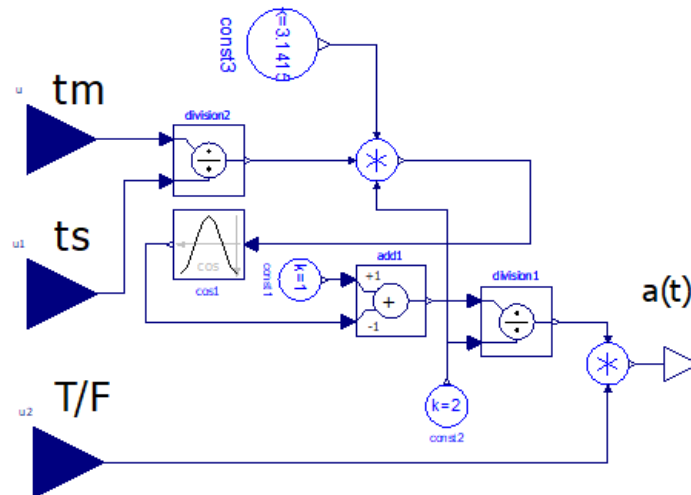 k=3.1415
const3
u
tm
division2
÷
*
u1
ts
cos
cos1
k=1
const1
add1
+1
+
-1
division1
÷
a(t)
*
u2
T/F
k=2
const2